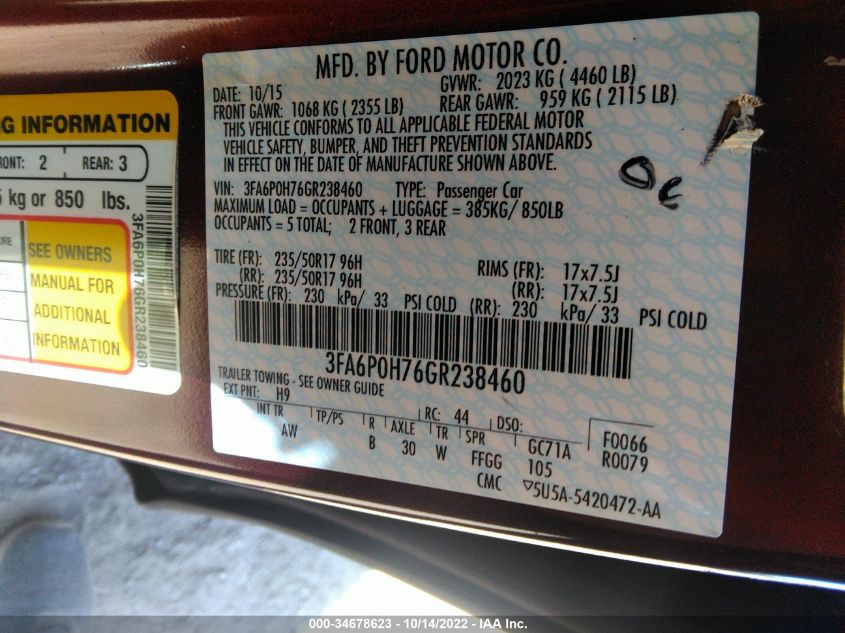 NG INFORMATION
FRONT: 2 REAR: 3
kg or 850 lbs.
SEE OWNERS
MANUAL FOR
ADDITIONAL
INFORMATION
3FA6P0H76GR238460
MFD. BY FORD MOTOR CO.
DATE: 10/15 GVWR: 2023 KG ( 4460 LB)
FRONT GAWR: 1068 KG ( 2355 LB) REAR GAWR: 959 KG ( 2115 LB)
THIS VEHICLE CONFORMS TO ALL APPLICABLE FEDERAL MOTOR
VEHICLE SAFETY, BUMPER, AND THEFT PREVENTION STANDARDS
IN EFFECT ON THE DATE OF MANUFACTURE SHOWN ABOVE.
VIN: 3FA6P0H76GR238460 TYPE: Passenger Car
MAXIMUM LOAD = OCCUPANTS + LUGGAGE = 385KG/ 850LB
OCCUPANTS = 5 TOTAL; 2 FRONT, 3 REAR
TIRE (FR): 235/50R17 96H RIMS (FR): 17x7.5J
(RR): 235/50R17 96H (RR): 17x7.5J
PRESSURE (FR): 230 kPa/ 33 PSI COLD (RR): 230 kPa/ 33 PSI COLD
3FA6P0H76GR238460
TRAILER TOWING - SEE OWNER GUIDE
EXT PNT: H9 RC: 44 DSO:
INT TR TP/PS R AXLE TR SPR GC71A F0066
AW B 30 W FFGG 105 R0079
CMC ▽5U5A-5420472-AA
000-34678623 - 10/14/2022 - IAA Inc.